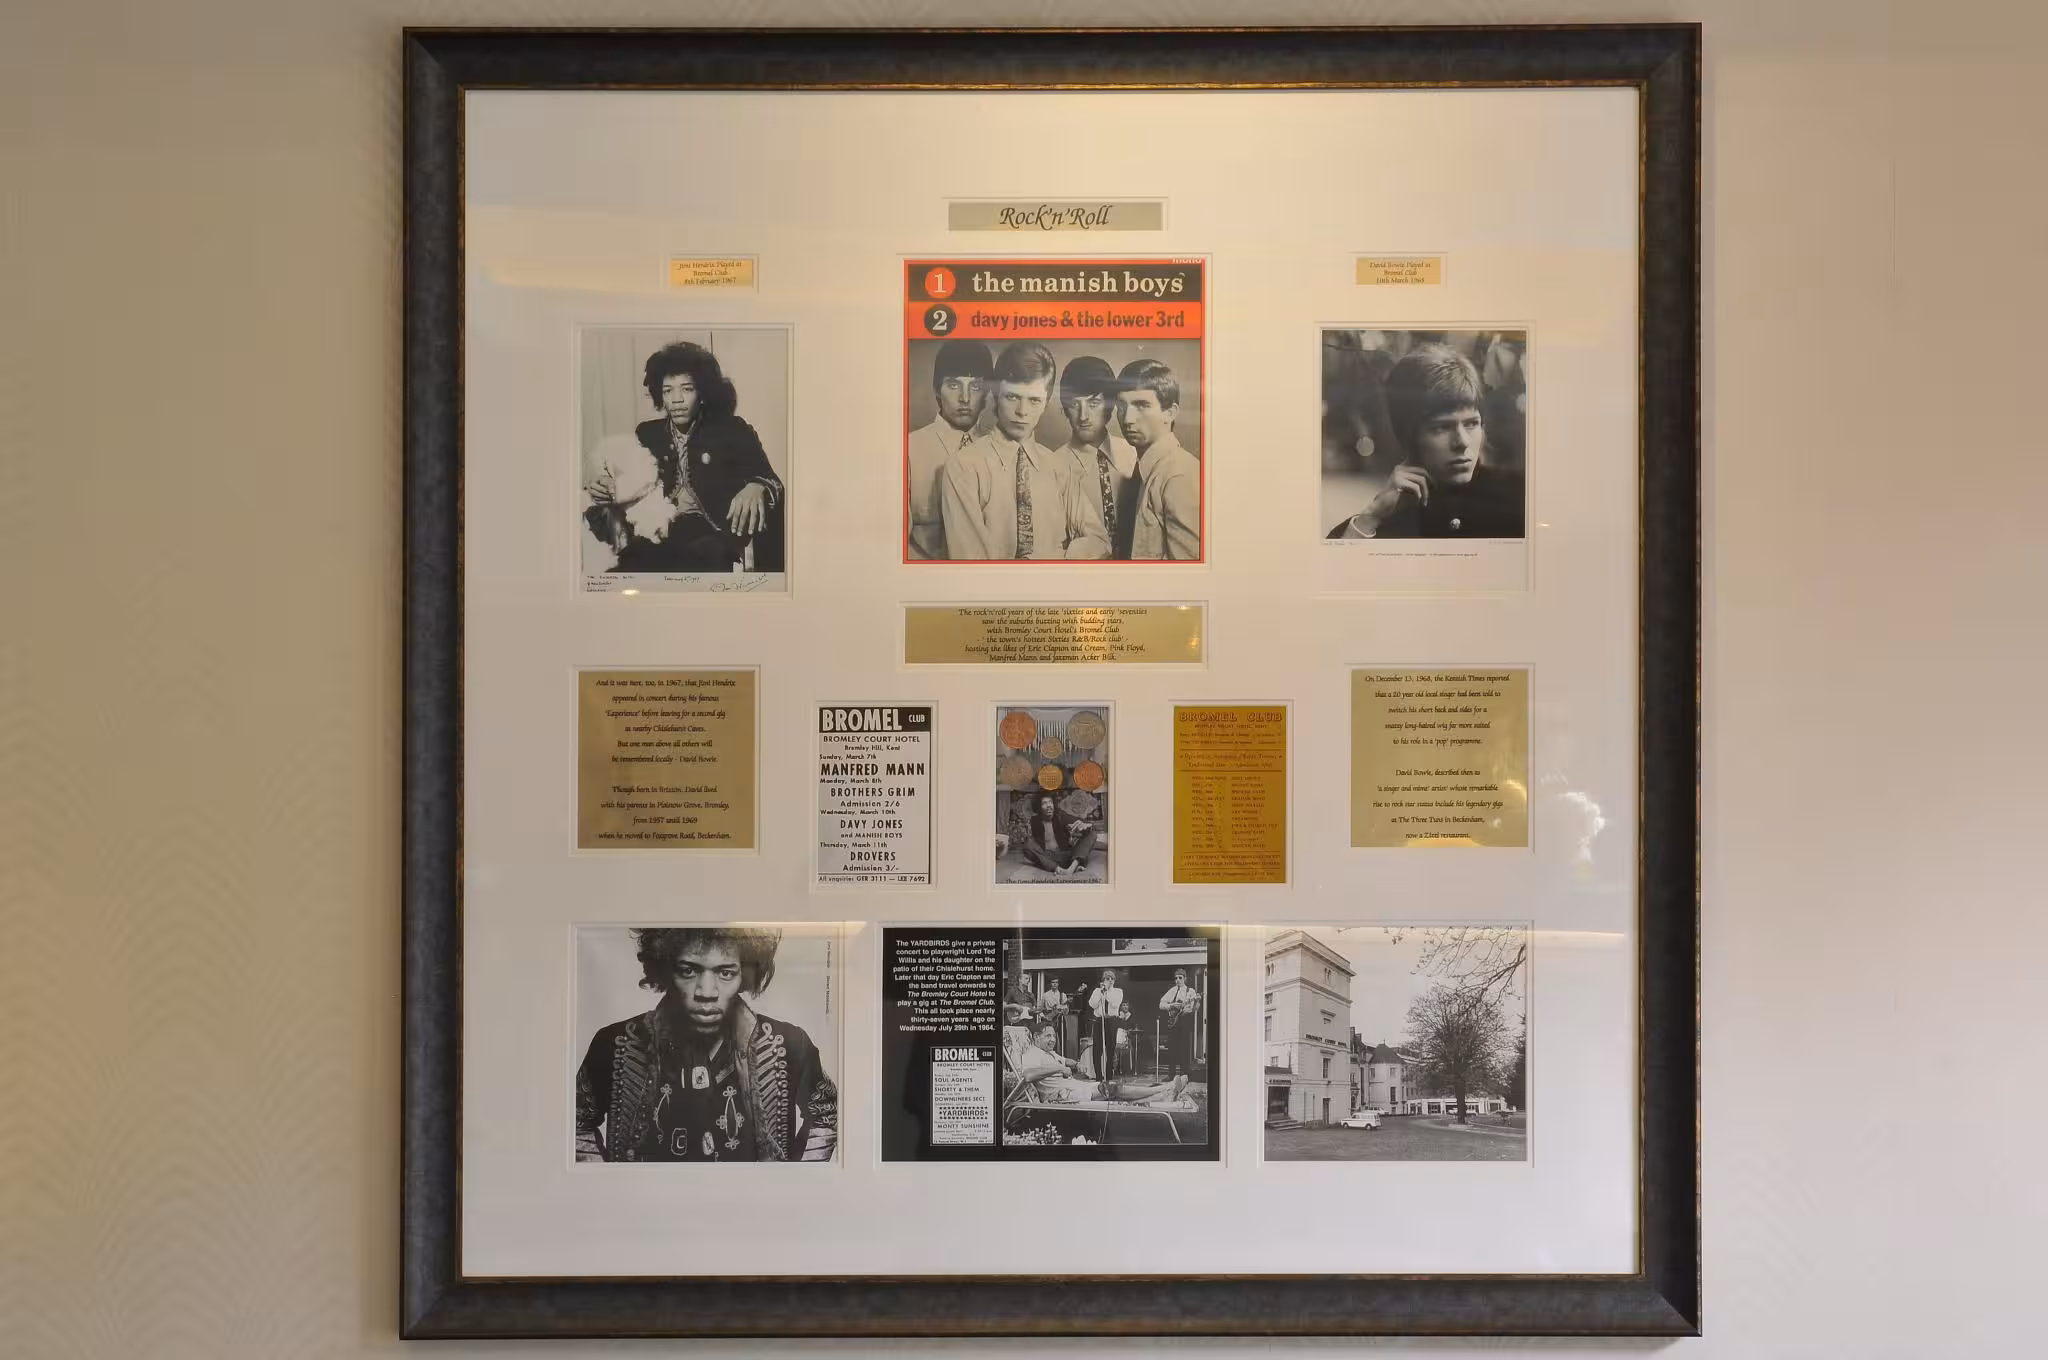 Rock'n'Roll
Jimi Hendrix Played at
Bromel Club
8th February 1967
mono
1 the manish boys
2 davy jones & the lower 3rd
David Bowie Played at
Bromel Club
The rock'n'roll years of the late 'sixties and early 'seventies
saw the suburbs buzzing with budding stars,
with Bromley Court Hotel's Bromel Club
- 'the town's hottest Sixties R&B/Rock club' -
hosting the likes of Eric Clapton and Cream, Pink Floyd,
Manfred Mann and jazzman Acker Bilk.
And it was here, too, in 1967, that Jimi Hendrix
appeared in concert during his famous
'Experience' before leaving for a second gig
at nearby Chislehurst Caves.
But one man above all others will
be remembered locally - David Bowie.
Though born in Brixton, David lived
with his parents in Plaistow Grove, Bromley,
from 1957 until 1969
when he moved to Foxgrove Road, Beckenham.
BROMEL CLUB
BROMLEY COURT HOTEL
Bromley Hill, Kent
Sunday, March 7th
MANFRED MANN
Monday, March 8th
BROTHERS GRIM
Admission 2/6
Wednesday, March 10th
DAVY JONES
and MANISH BOYS
Thursday, March 11th
DROVERS
Admission 3/-
All enquiries GER 3111 — LEE 7692
The Jimi Hendrix Experience 1967
BROMEL CLUB
On December 13, 1968, the Kentish Times reported
that a 20 year old local singer had been told to
switch his short back and sides for a
snazzy long-haired wig far more suited
to his role in a 'pop' programme.
David Bowie, described then as
'a singer and mime' artist' whose remarkable
rise to rock star status include his legendary gigs
at The Three Tuns in Beckenham,
now a Zizzi restaurant.
The YARDBIRDS give a private
concert to playwright Lord Ted
Willis and his daughter on the
patio of their Chislehurst home.
Later that day Eric Clapton and
the band travel onwards to
The Bromley Court Hotel to
play a gig at The Bromel Club.
This all took place nearly
thirty-seven years ago on
Wednesday July 29th in 1964.
BROMEL CLUB
BROMLEY COURT HOTEL
SOUL AGENTS
SHORTY & THEM
DOWNLINERS SECT
*YARDBIRDS*
MONTY SUNSHINE
BROMLEY COURT HOTEL